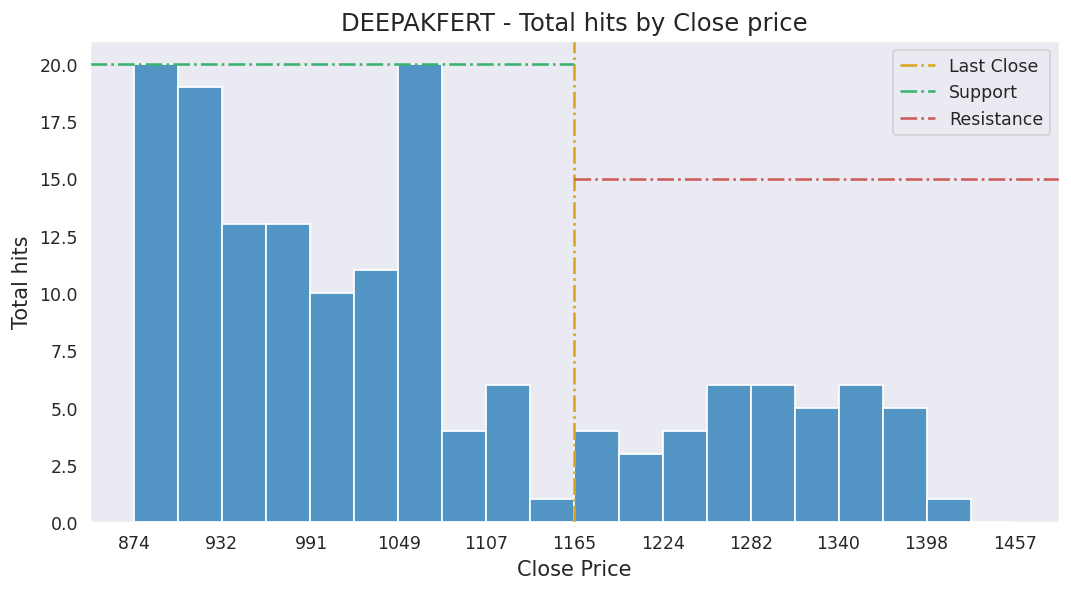 DEEPAKFERT - Total hits by Close price
Last Close
Support
Resistance
Total hits
20.0
17.5
15.0
12.5
10.0
7.5
5.0
2.5
0.0
874 932 991 1049 1107 1165 1224 1282 1340 1398 1457
Close Price